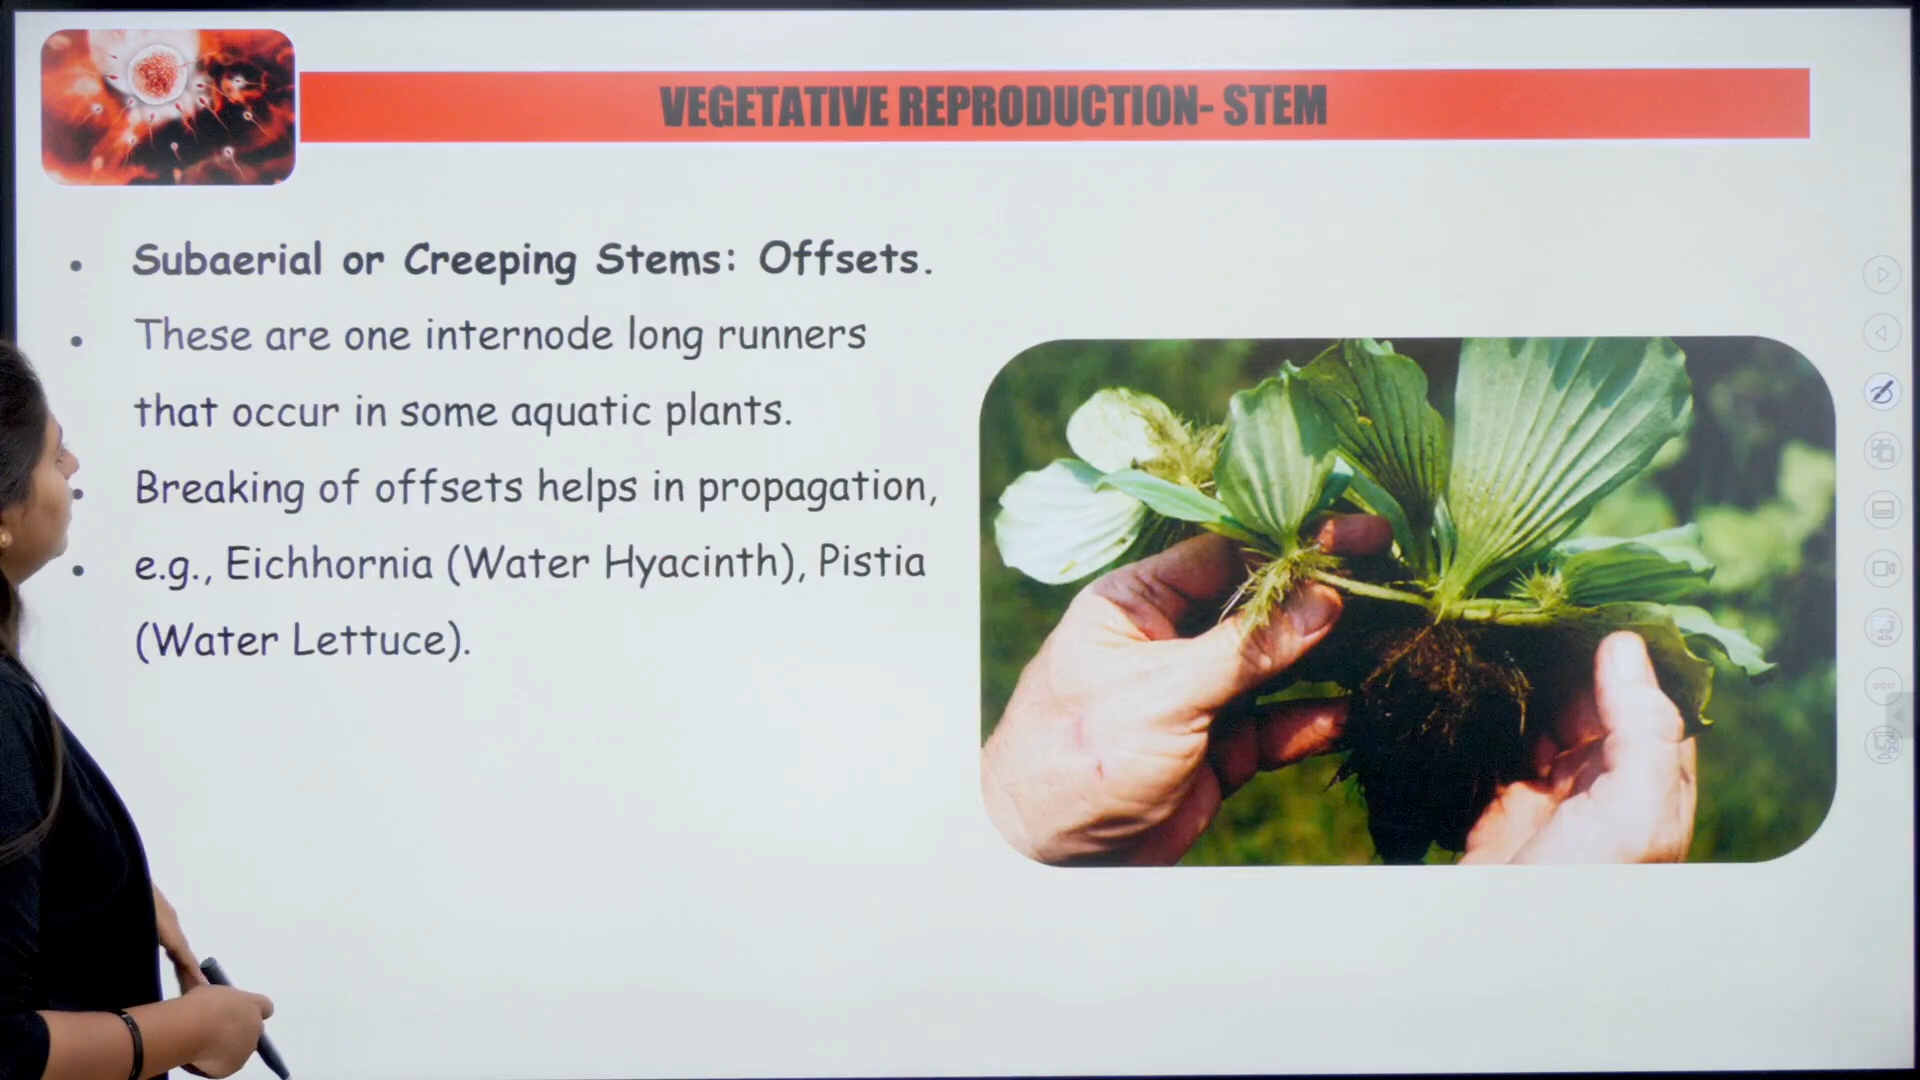 VEGETATIVE REPRODUCTION- STEM
• Subaerial or Creeping Stems: Offsets.
• These are one internode long runners
that occur in some aquatic plants.
• Breaking of offsets helps in propagation,
• e.g., Eichhornia (Water Hyacinth), Pistia
(Water Lettuce).